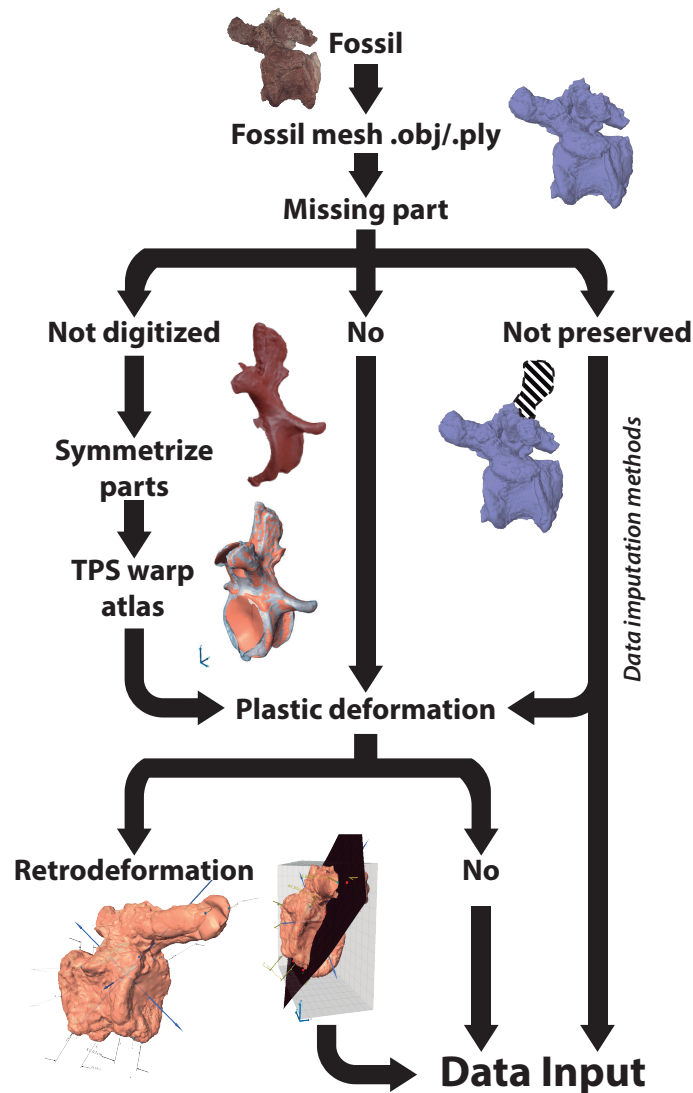 Fossil
Fossil mesh .obj/.ply
Missing part
Not digitized
No
Not preserved
Symmetrize
parts
TPS warp
atlas
Data imputation methods
Plastic deformation
Retrodeformation
No
Data Input